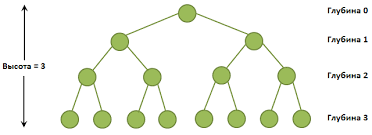 Глубина 0
Глубина 1
Высота = 3
Глубина 2
Глубина 3